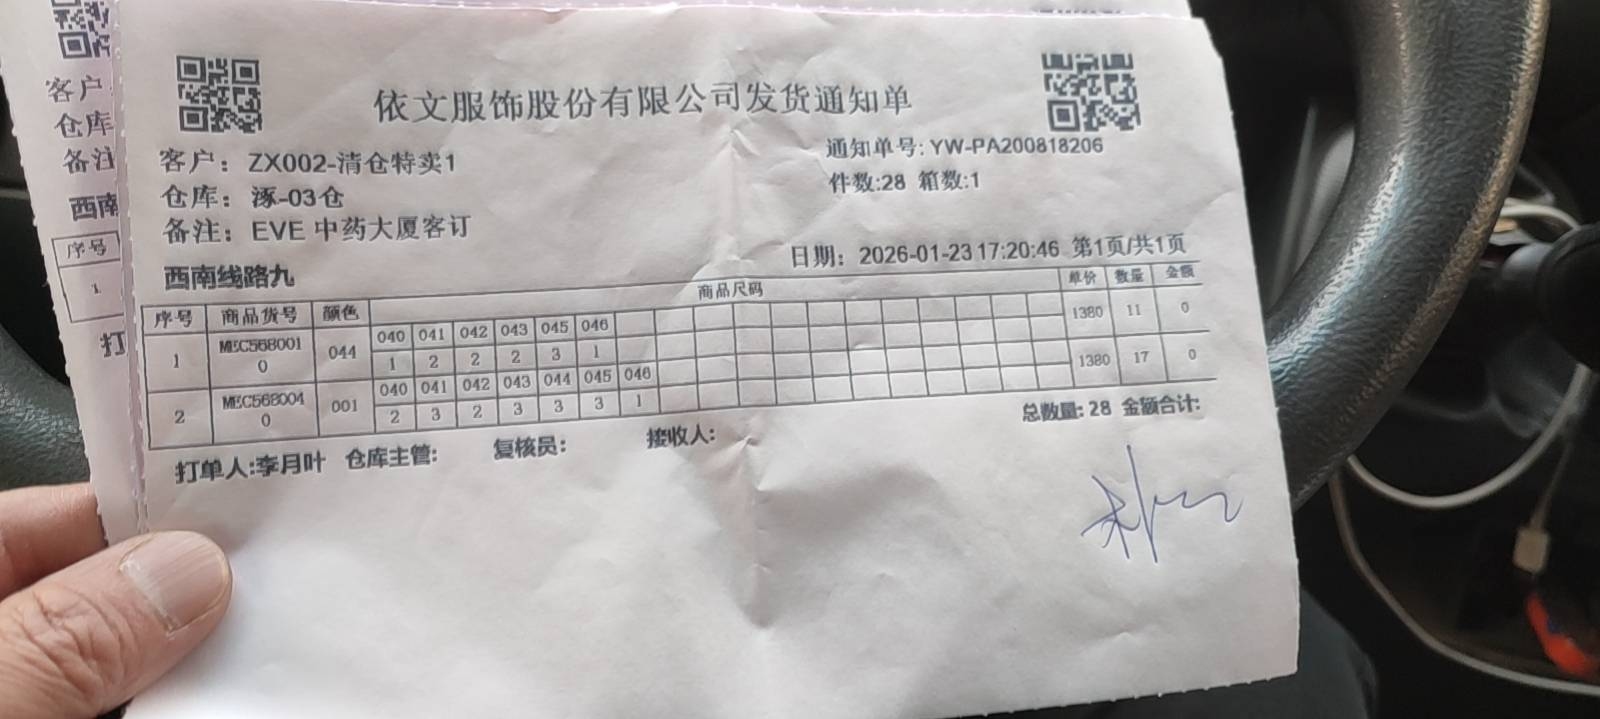 客户
仓库
备注
西南
序号
1
打
依文服饰股份有限公司发货通知单
客户: ZX002-清仓特卖1
通知单号: YW-PA200818206
仓库: 涿-03仓
件数:28 箱数:1
备注: EVE 中药大厦客订
日期: 2026-01-23 17:20:46 第1页/共1页
西南线路九
序号 商品货号 颜色 商品尺码 单价 数量 金额
040 041 042 043 045 046
1 MEC5680010 044 1 2 2 2 3 1 1380 11 0
040 041 042 043 044 045 046
2 MEC5680040 001 2 3 2 3 3 3 1 1380 17 0
总数量: 28 金额合计:
打单人:李月叶 仓库主管: 复核员: 接收人: